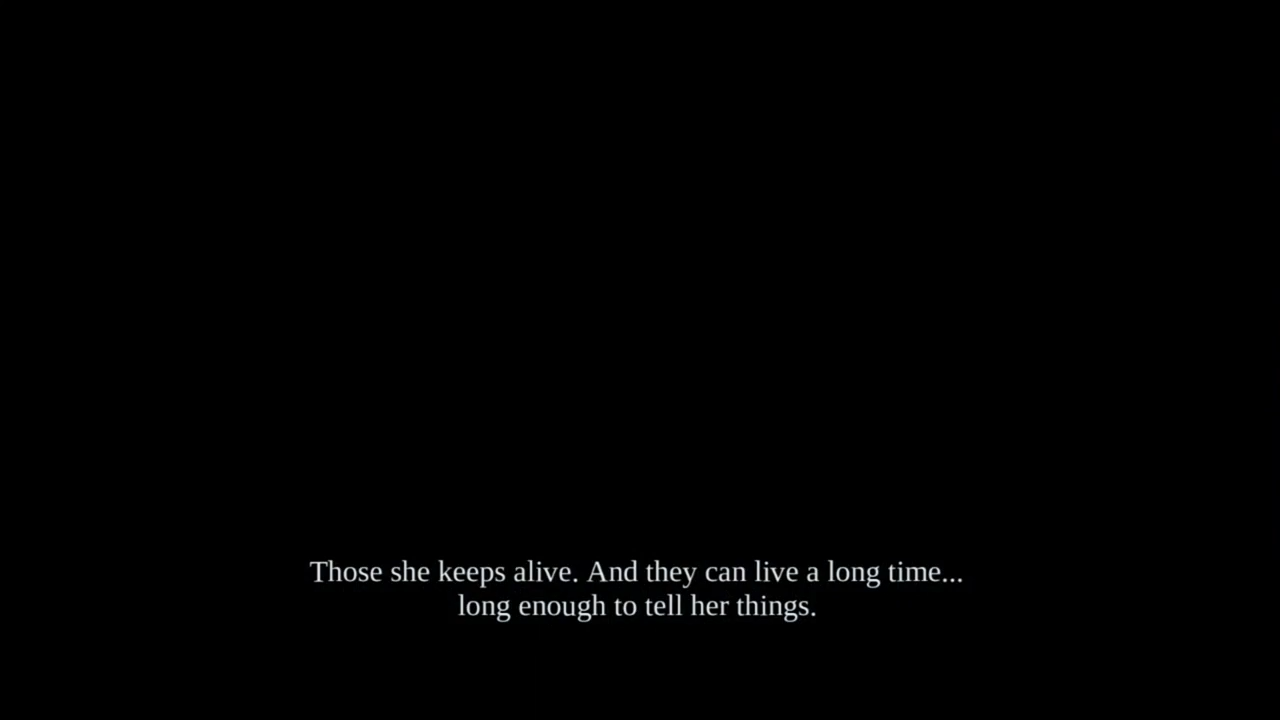 Those she keeps alive. And they can live a long time...
long enough to tell her things.